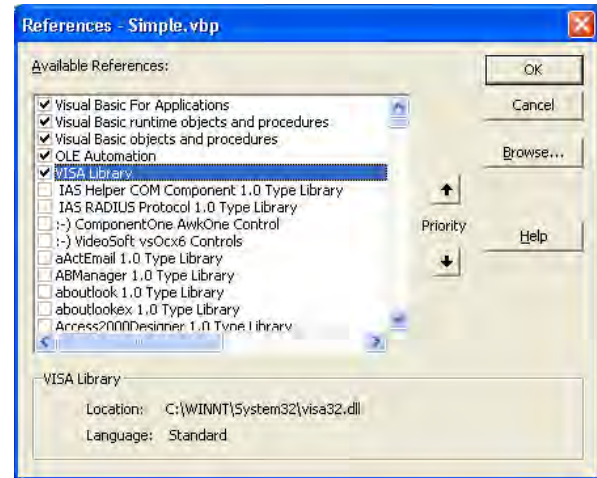 References - Simple.vbp
Available References:
OK
Cancel
Browse...
Help
Visual Basic For Applications
Visual Basic runtime objects and procedures
Visual Basic objects and procedures
OLE Automation
VISA Library
IAS Helper COM Component 1.0 Type Library
IAS RADIUS Protocol 1.0 Type Library
:-) ComponentOne AwkOne Control
:-) VideoSoft vsOcx6 Controls
aActEmail 1.0 Type Library
ABManager 1.0 Type Library
aboutlook 1.0 Type Library
aboutlookex 1.0 Type Library
Access2000Designer 1.0 Type Library
Priority
VISA Library
Location: C:\WINNT\System32\visa32.dll
Language: Standard